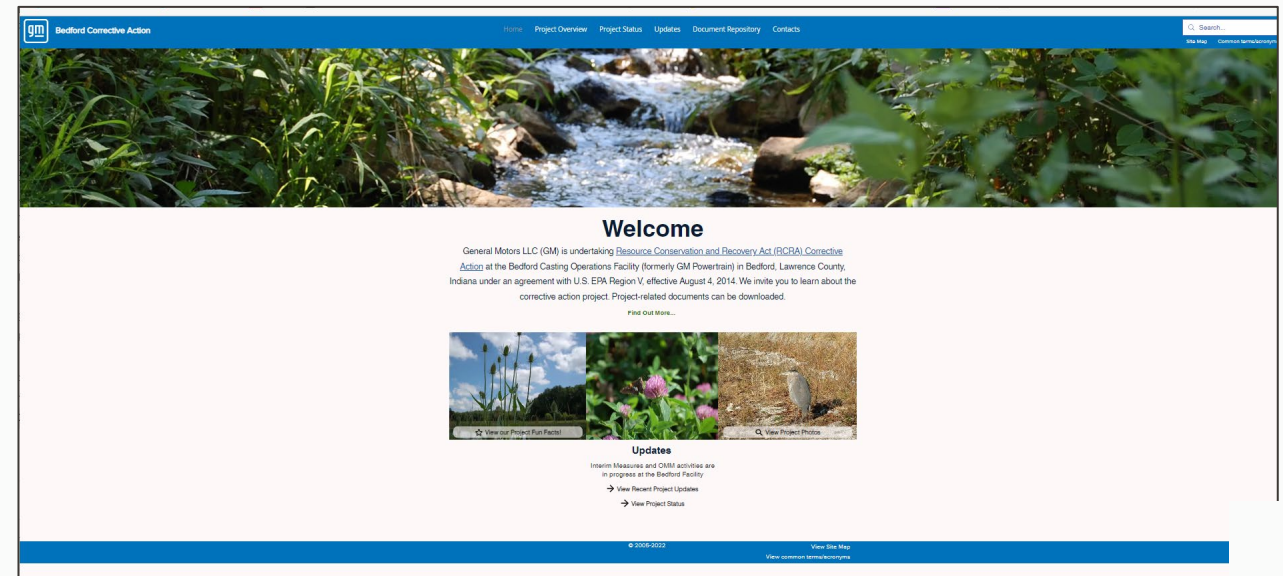 gm
Bedford Corrective Action
Home Project Overview Project Status Updates Document Repository Contacts
Search...
Site Map Common terms/acronym
Welcome
General Motors LLC (GM) is undertaking Resource Conservation and Recovery Act (RCRA) Corrective
Action at the Bedford Casting Operations Facility (formerly GM Powertrain) in Bedford, Lawrence County,
Indiana under an agreement with U.S. EPA Region V, effective August 4, 2014. We invite you to learn about the
corrective action project. Project-related documents can be downloaded.
Find Out More...
View our Project Fun Facts!
View Project Photos
Updates
Interim Measures and OMM activities are
in progress at the Bedford Facility
View Recent Project Updates
View Project Status
© 2005-2022
View Site Map
View common terms/acronyms